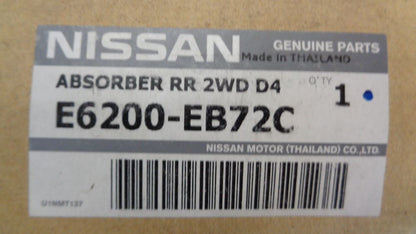 NISSAN
GENUINE PARTS
Made in THAILAND
ABSORBER RR 2WD D4
Q'TY
1
E6200-EB72C
NISSAN MOTOR (THAILAND) CO.,LTD.
U1NMT137